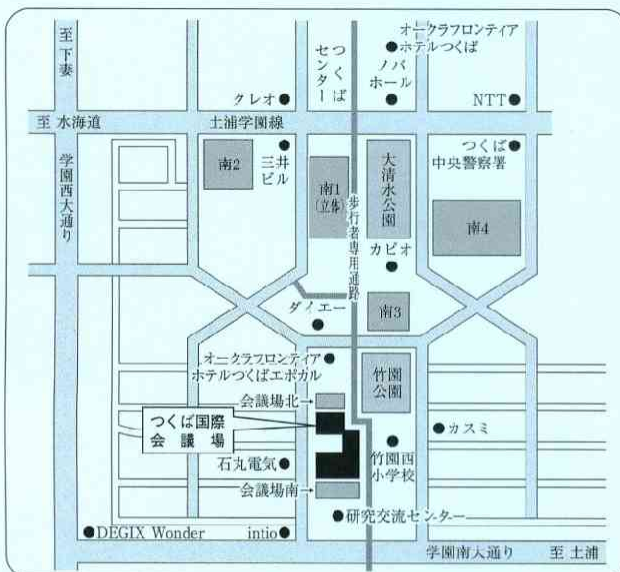 至 下妻
つくばセンター
オークラフロンティア
ホテルつくば
ノバ
ホール
クレオ
NTT
至 水海道
土浦学園線
学園西大通り
南2
三井
ビル
南1
(立体)
歩行者専用通路
大清水公園
つくば
中央警察署
南4
カピオ
ダイエー
南3
オークラフロンティア
ホテルつくばエポカル
竹園
公園
会議場北→
つくば国際
会議場
カスミ
石丸電気
竹園西
小学校
会議場南→
研究交流センター
DEGIX Wonder
intio
学園南大通り
至 土浦